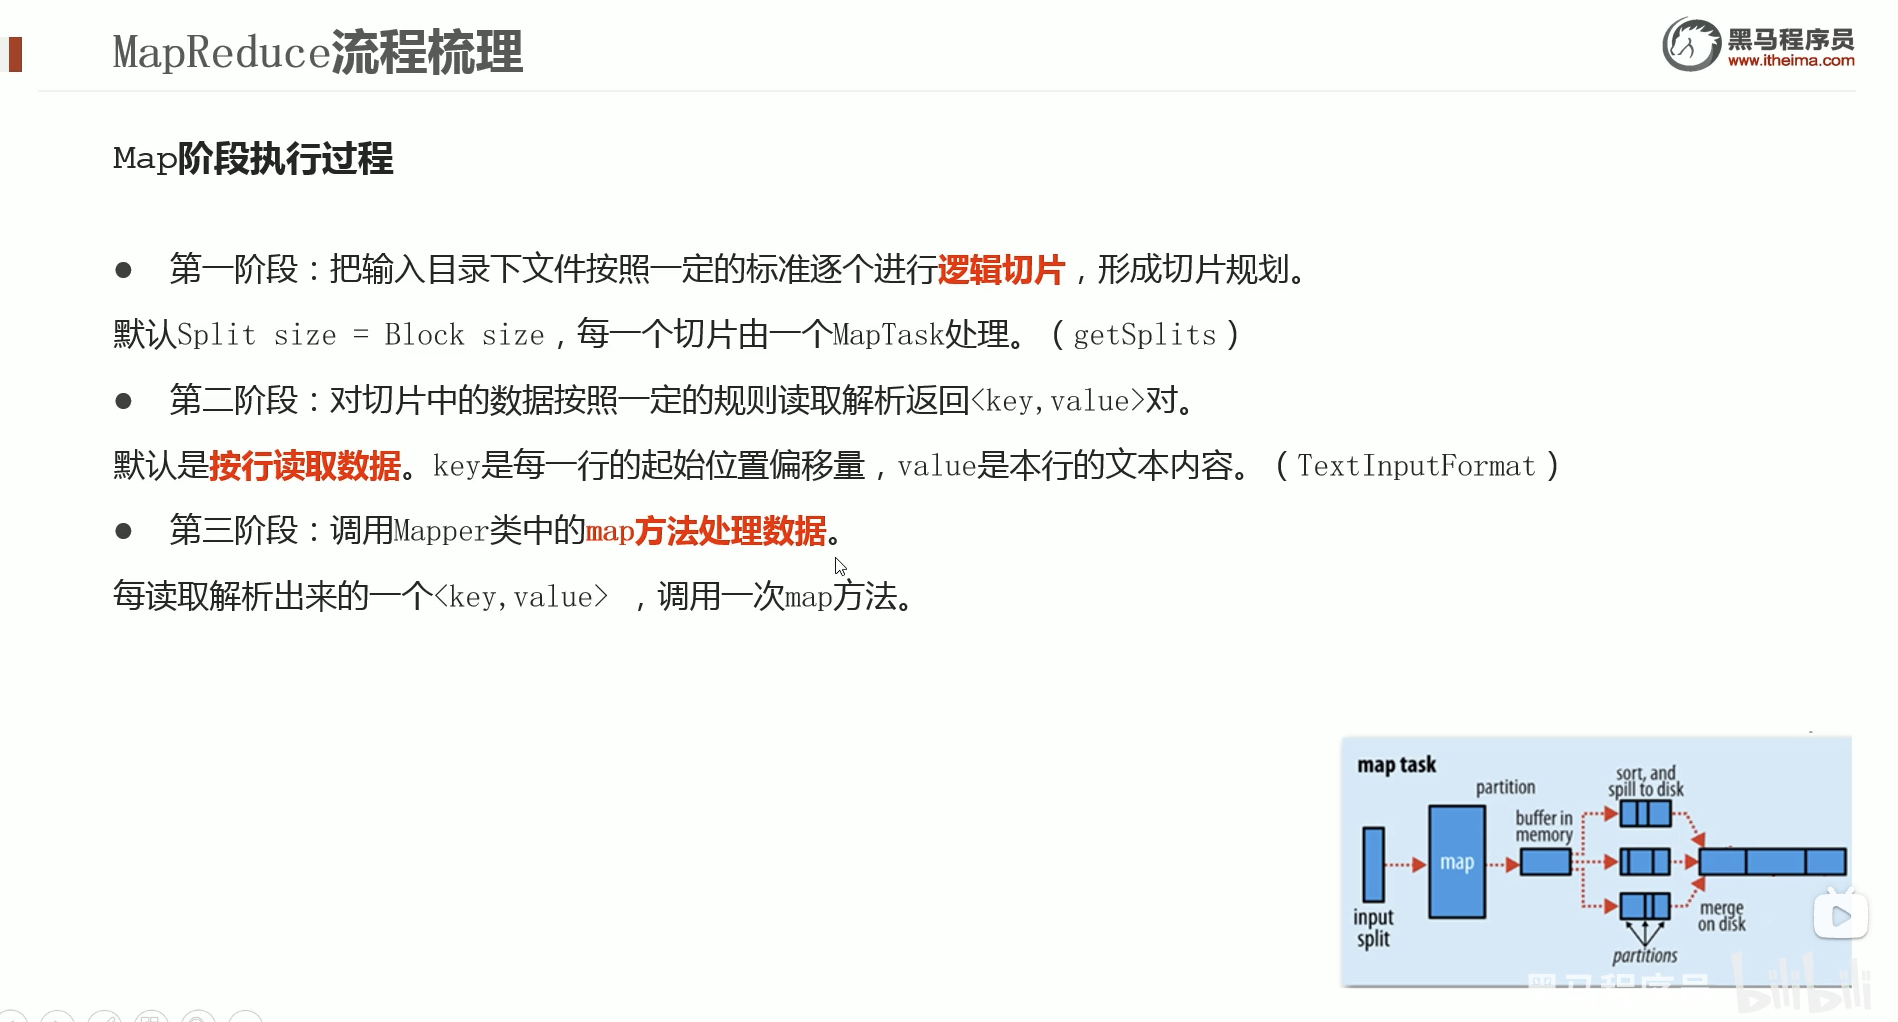 MapReduce流程梳理
黑马程序员
www.itheima.com
Map阶段执行过程
● 第一阶段：把输入目录下文件按照一定的标准逐个进行逻辑切片，形成切片规划。
默认Split size = Block size，每一个切片由一个MapTask处理。（getSplits）
● 第二阶段：对切片中的数据按照一定的规则读取解析返回<key,value>对。
默认是按行读取数据。key是每一行的起始位置偏移量，value是本行的文本内容。（TextInputFormat）
● 第三阶段：调用Mapper类中的map方法处理数据。
每读取解析出来的一个<key,value> ，调用一次map方法。
map task
partition
sort, and
spill to disk
buffer in
memory
map
input
split
merge
on disk
partitions
黑马程序员
bilibili